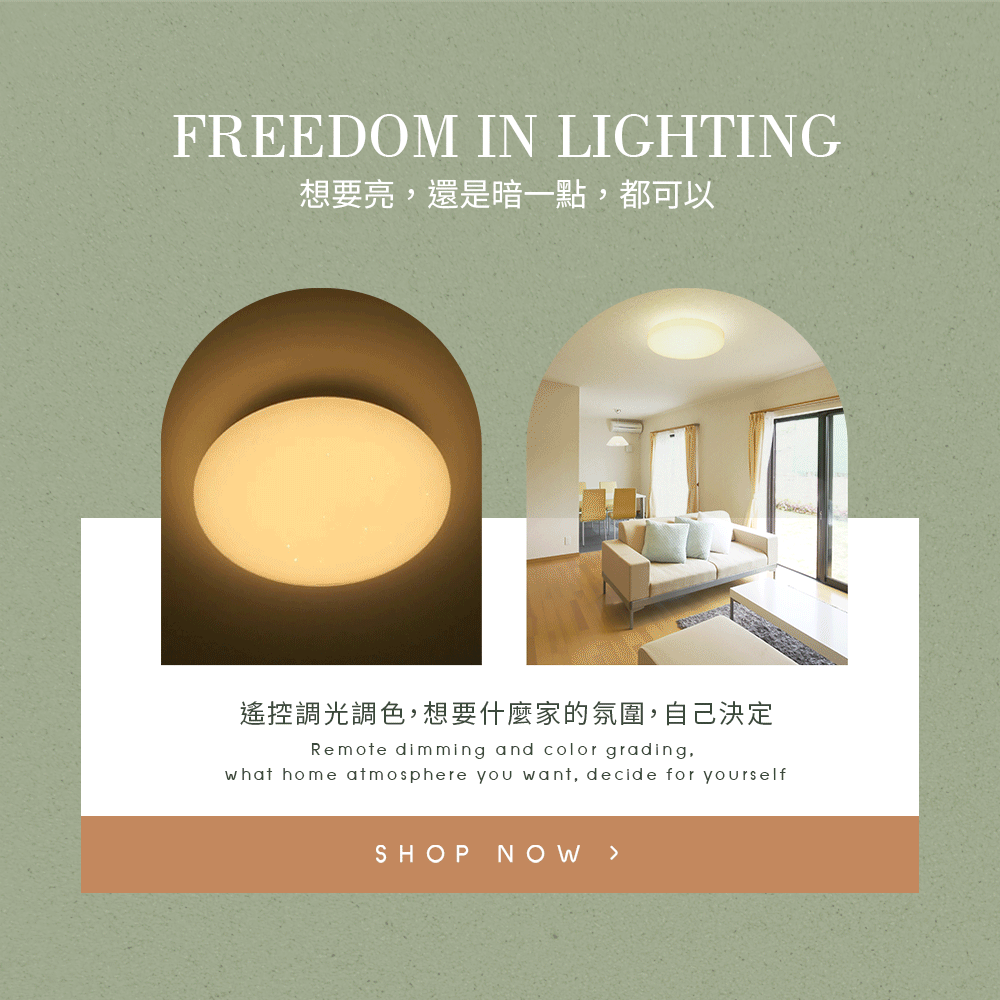 FREEDOM IN LIGHTING
想要亮，還是暗一點，都可以
遙控調光調色，想要什麼家的氛圍，自己決定
Remote dimming and color grading,
what home atmosphere you want, decide for yourself
SHOP NOW >